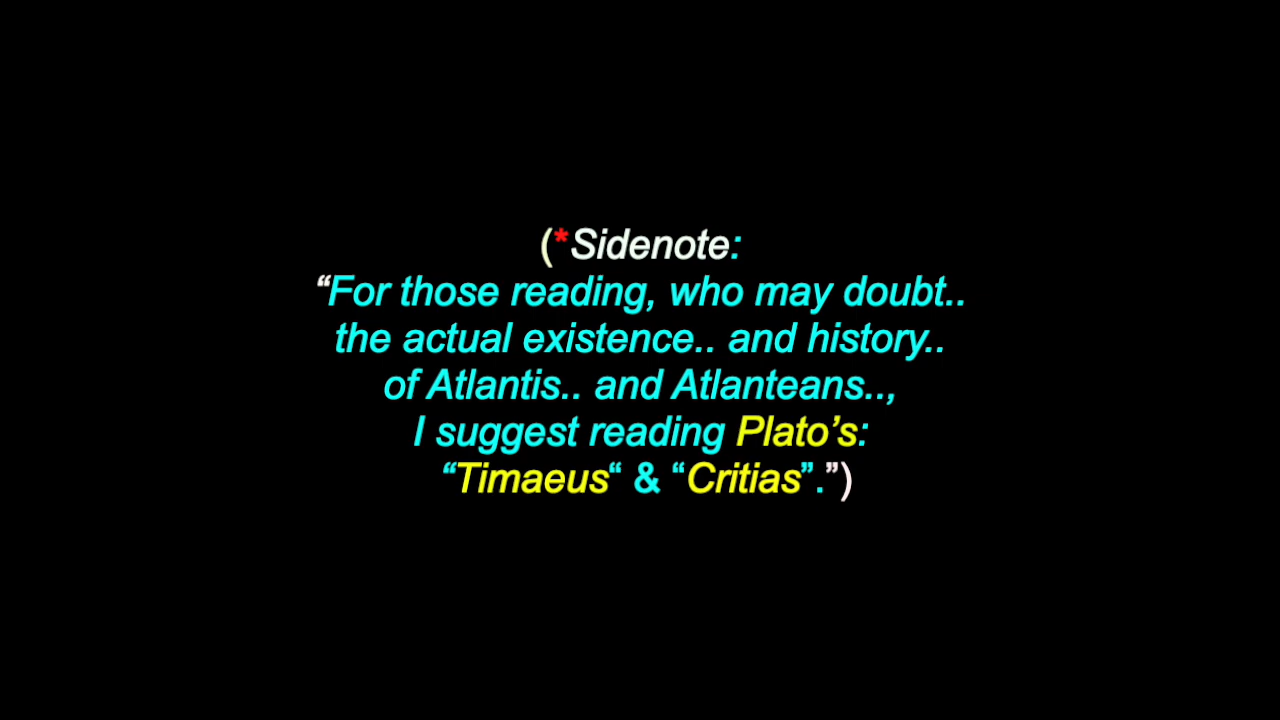 (*Sidenote:
“For those reading, who may doubt..
the actual existence.. and history..
of Atlantis.. and Atlanteans..,
I suggest reading Plato’s:
“Timaeus“ & “Critias”.”)